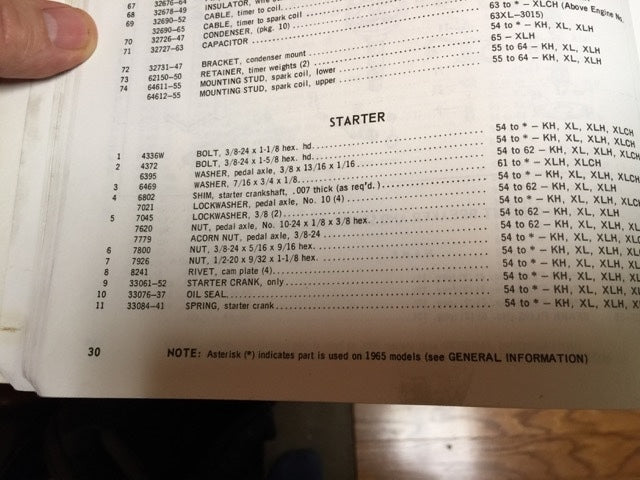 67 32676-64 INSULATOR,
68 32678-49 CABLE, timer to coil
69 32690-52 CABLE, timer to spark coil
32690-65 CONDENSER, (pkg. 10)
70 32726-47 CAPACITOR
71 32727-63
72 32731-47 BRACKET, condenser mount
73 62150-50 RETAINER, timer weights (2)
74 64611-55 MOUNTING STUD, spark coil, lower
64612-55 MOUNTING STUD, spark coil, upper
63 to * – XLCH (Above Engine No.
63XL-3015)
54 to * – KH, XL, XLH
65 – XLH
55 to 64 – KH, XL, XLH
55 to 64 – KH, XL, XLH
STARTER
1 4336W BOLT, 3/8-24 x 1-1/8 hex. hd. 54 to * – KH, XL, XLH, XLCH
2 4372 BOLT, 3/8-24 x 1-5/8 hex. hd. 54 to * – KH, XL, XLH, XLCH
6395 WASHER, pedal axle, 3/8 x 13/16 x 1/16 54 to 62 – KH, XL, XLH
3 6469 WASHER, 7/16 x 3/4 x 1/8 61 to * – XLH, XLCH
4 6802 SHIM, starter crankshaft, .007 thick (as req'd.) 54 to * – KH, XL, XLH,
7021 LOCKWASHER, pedal axle, No. 10 (4) 54 to 62 – KH, XL, XLH
5 7045 LOCKWASHER, 3/8 (2) 54 to * – KH, XL, XLH,
7620 NUT, pedal axle, No. 10-24 x 1/8 x 3/8 hex. 54 to 62 – KH, XL, XLH
7779 ACORN NUT, pedal axle, 3/8-24 54 to 62 – KH, XL, XLH
6 7800 NUT, 3/8-24 x 5/16 x 9/16 hex. 54 to * – KH, XL, XLH,
7 7926 NUT, 1/2-20 x 9/32 x 1-1/8 hex. 54 to * – KH, XL, XLH,
8 8241 RIVET, cam plate (4) 54 to * – KH, XL, XLH,
9 33061-52 STARTER CRANK, only 54 to * – KH, XL, XLH,
10 33076-37 OIL SEAL 54 to * – KH, XL, XLH,
11 33084-41 SPRING, starter crank 54 to * – KH, XL, XLH,
30 NOTE: Asterisk (*) indicates part is used on 1965 models (see GENERAL INFORMATION)